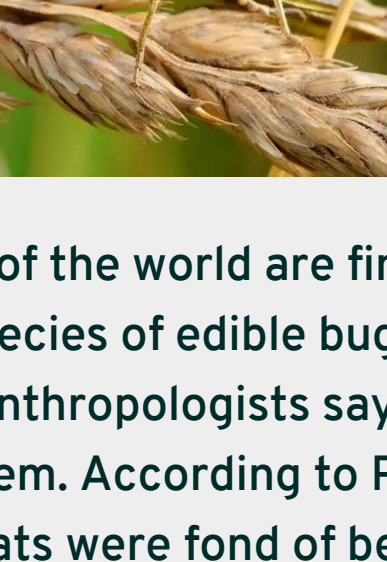 of the world are fir
ecies of edible bug
nthropologists say
em. According to P
ats were fond of be